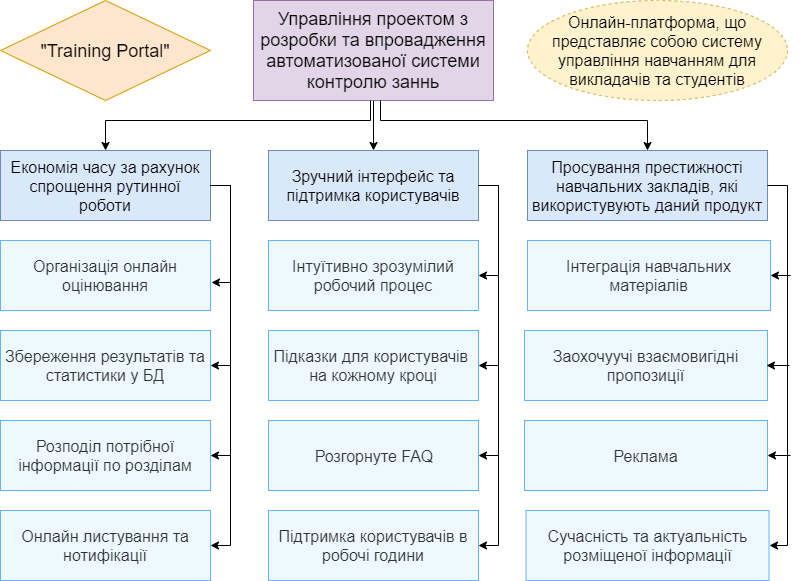 "Training Portal"
Управління проектом з
розробки та впровадження
автоматизованої системи
контролю заннь
Онлайн-платформа, що
представляє собою систему
управління навчанням для
викладачів та студентів
Економія часу за рахунок
спрощення рутинної
роботи
Організація онлайн
оцінювання
Збереження результатів та
статистики у БД
Розподіл потрібної
інформації по розділам
Онлайн листування та
нотифікації
Зручний інтерфейс та
підтримка користувачів
Інтуїтивно зрозумілий
робочий процес
Підказки для користувачів
на кожному кроці
Розгорнуте FAQ
Підтримка користувачів в
робочі години
Просування престижності
навчальних закладів, які
використувують даний продукт
Інтеграція навчальних
матеріалів
Заохочуучі взаємовигідні
пропозиції
Реклама
Сучасність та актуальність
розміщеної інформації